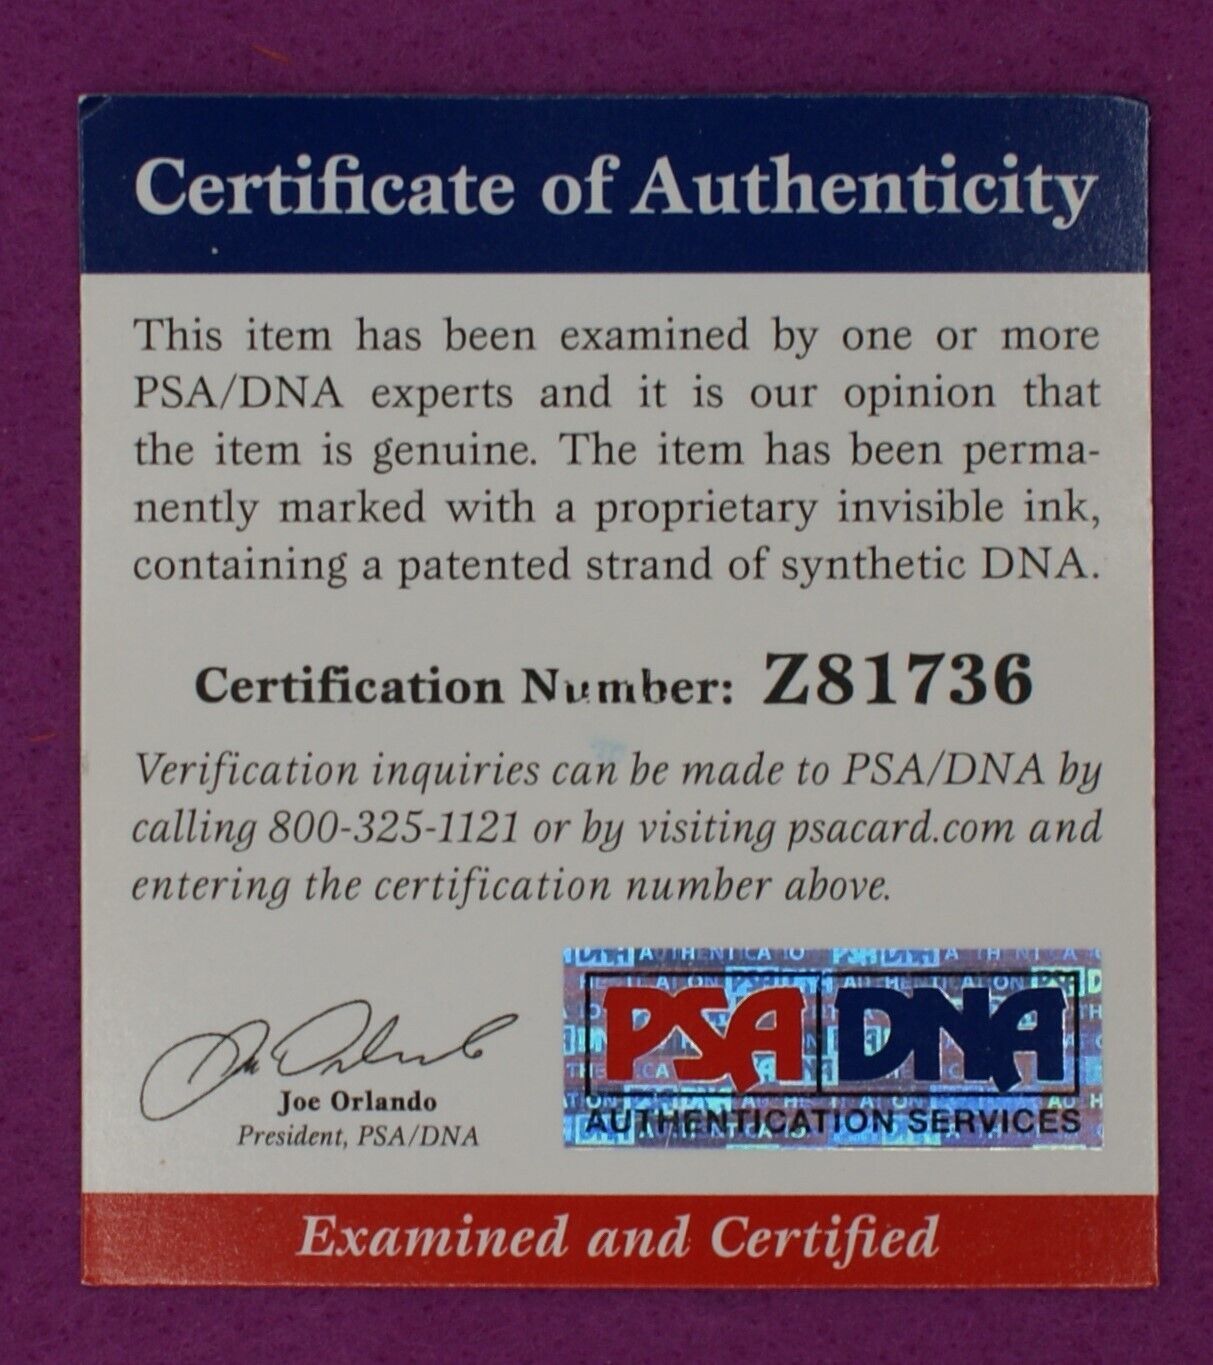 Certificate of Authenticity
This item has been examined by one or more
PSA/DNA experts and it is our opinion that
the item is genuine. The item has been perma-
nently marked with a proprietary invisible ink,
containing a patented strand of synthetic DNA.
Certification Number: Z81736
Verification inquiries can be made to PSA/DNA by
calling 800-325-1121 or by visiting psacard.com and
entering the certification number above.
Joe Orlando
President, PSA/DNA
PSA DNA
AUTHENTICATION SERVICES
Examined and Certified